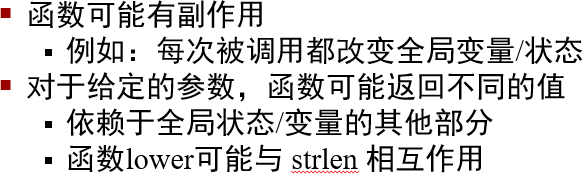 ▪ 函数可能有副作用
▪ 例如：每次被调用都改变全局变量/状态
▪ 对于给定的参数，函数可能返回不同的值
▪ 依赖于全局状态/变量的其他部分
▪ 函数lower可能与 strlen 相互作用